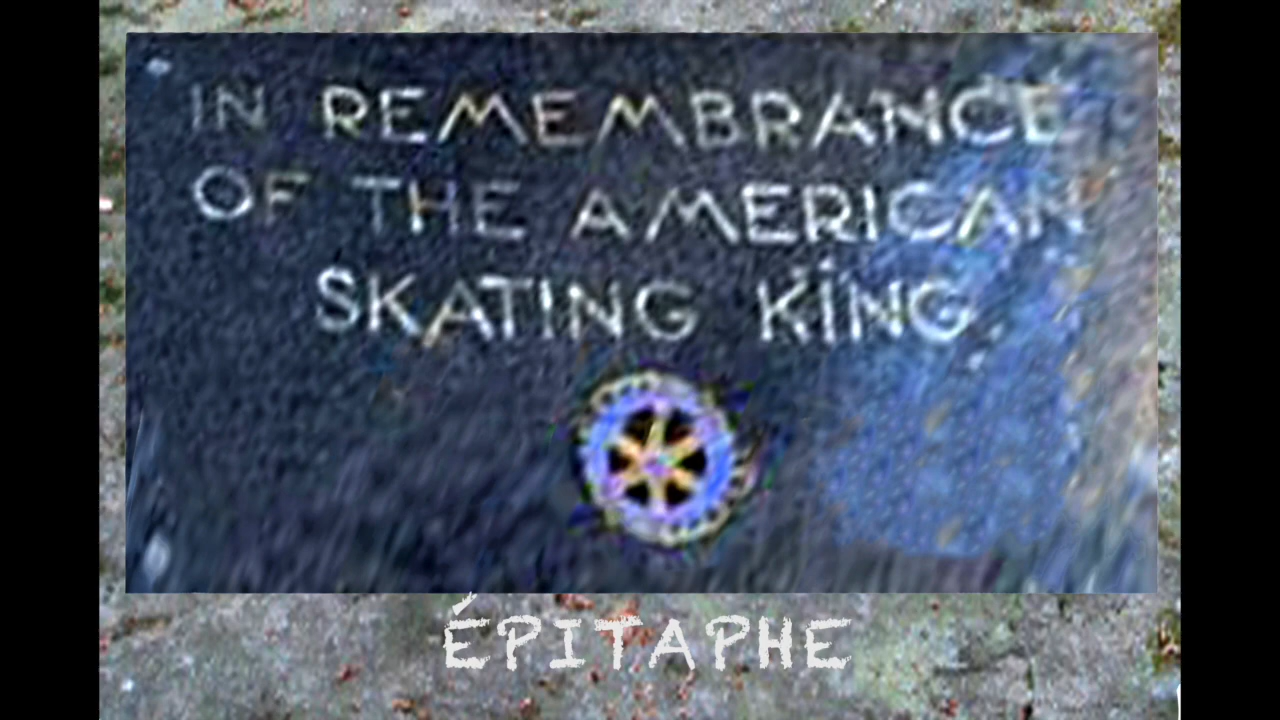 IN REMEMBRANCE
OF THE AMERICAN
SKATING KING
ÉPITAPHE